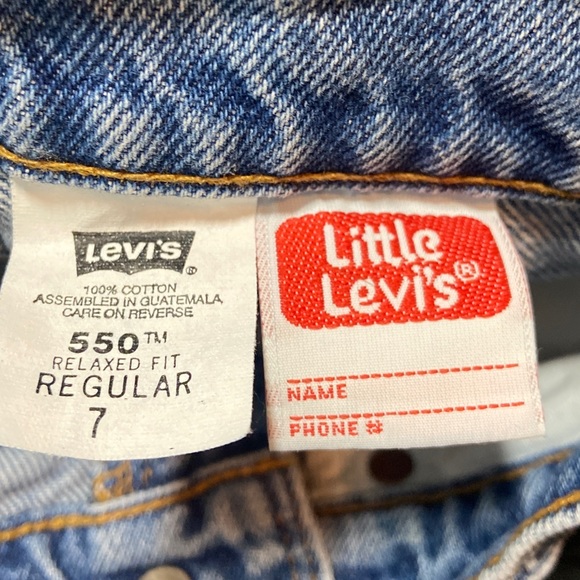 LEVI'S ®
100% COTTON
ASSEMBLED IN GUATEMALA
CARE ON REVERSE
550™
RELAXED FIT
REGULAR
7
Little
Levi's®
NAME
PHONE #